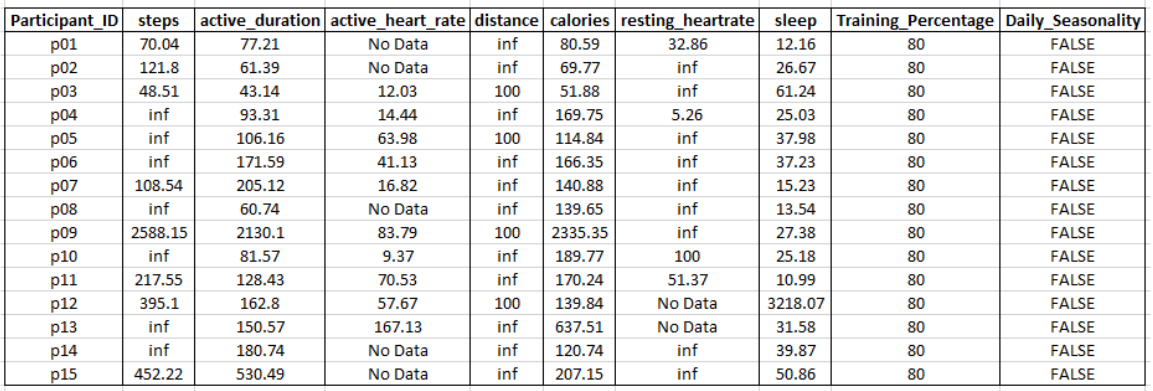 Participant_ID steps active_duration active_heart_rate distance calories resting_heartrate sleep Training_Percentage Daily_Seasonality
p01 70.04 77.21 No Data inf 80.59 32.86 12.16 80 FALSE
p02 121.8 61.39 No Data inf 69.77 inf 26.67 80 FALSE
p03 48.51 43.14 12.03 100 51.88 inf 61.24 80 FALSE
p04 inf 93.31 14.44 inf 169.75 5.26 25.03 80 FALSE
p05 inf 106.16 63.98 100 114.84 inf 37.98 80 FALSE
p06 inf 171.59 41.13 inf 166.35 inf 37.23 80 FALSE
p07 108.54 205.12 16.82 inf 140.88 inf 15.23 80 FALSE
p08 inf 60.74 No Data inf 139.65 inf 13.54 80 FALSE
p09 2588.15 2130.1 83.79 100 2335.35 inf 27.38 80 FALSE
p10 inf 81.57 9.37 inf 189.77 100 25.18 80 FALSE
p11 217.55 128.43 70.53 inf 170.24 51.37 10.99 80 FALSE
p12 395.1 162.8 57.67 100 139.84 No Data 3218.07 80 FALSE
p13 inf 150.57 167.13 inf 637.51 No Data 31.58 80 FALSE
p14 inf 180.74 No Data inf 120.74 inf 39.87 80 FALSE
p15 452.22 530.49 No Data inf 207.15 inf 50.86 80 FALSE